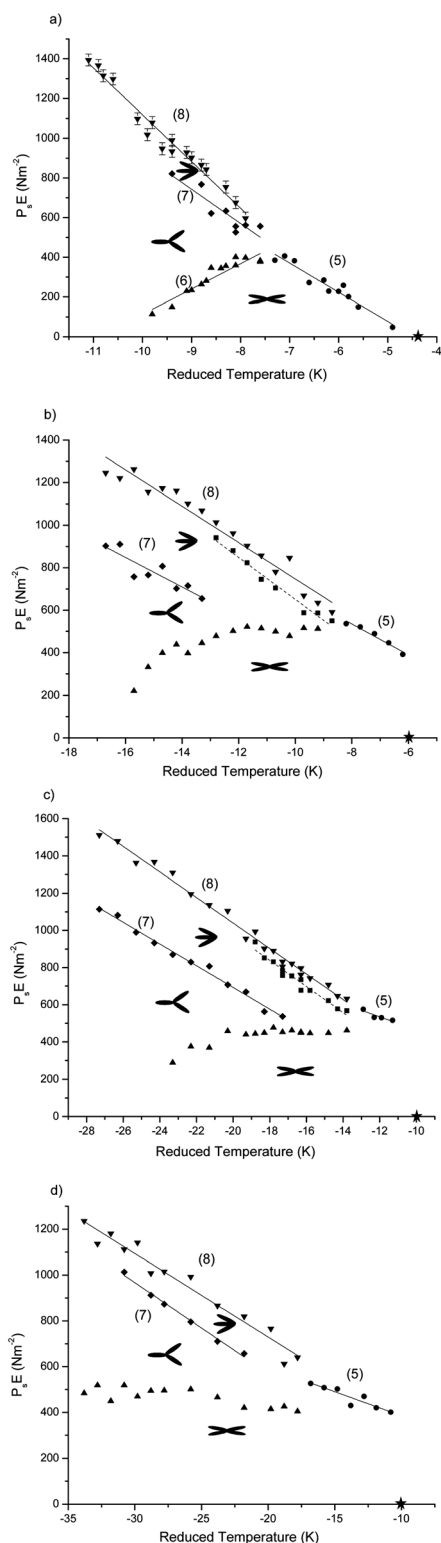 a)
1400
1200
1000
800
600
400
200
0
PsE (Nm-2)
(8)
(7)
(6)
(5)
-11 -10 -9 -8 -7 -6 -5 -4
Reduced Temperature (K)
b)
1400
1200
1000
800
600
400
200
0
PsE (Nm-2)
(8)
(7)
(5)
-18 -16 -14 -12 -10 -8 -6
Reduced Temperature (K)
c)
1600
1400
1200
1000
800
600
400
200
0
PsE (Nm-2)
(8)
(7)
(5)
-28 -26 -24 -22 -20 -18 -16 -14 -12 -10
Reduced Temperature (K)
d)
1200
1000
800
600
400
200
0
PsE (Nm-2)
(8)
(7)
(5)
-35 -30 -25 -20 -15 -10
Reduced Temperature (K)